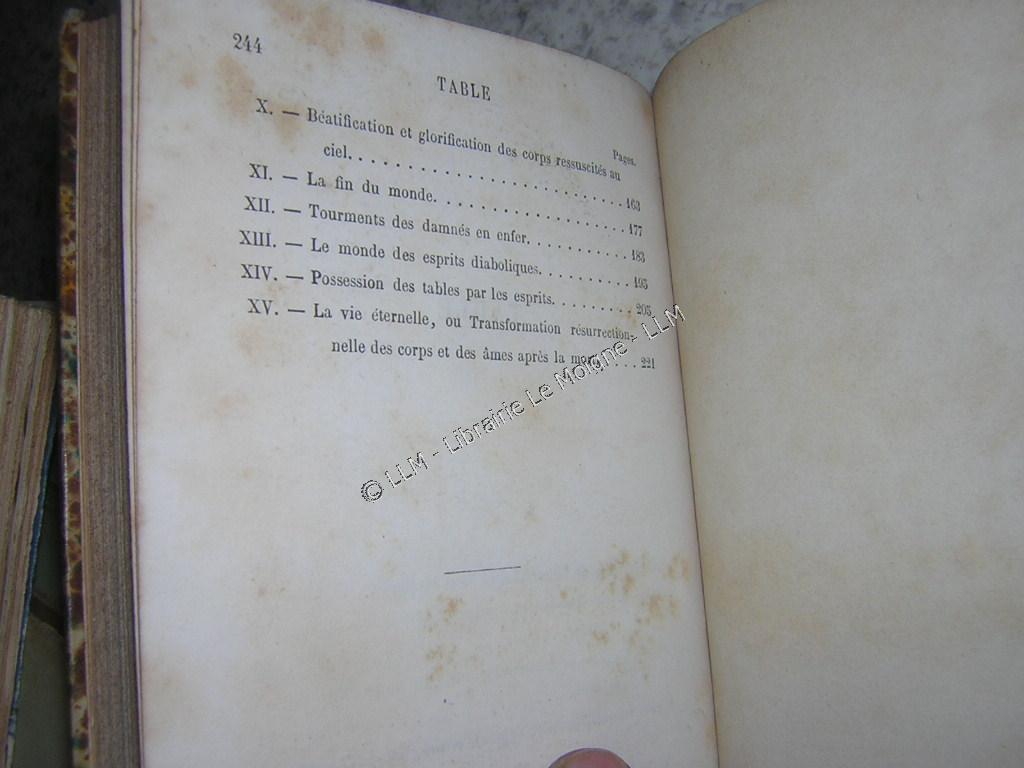 244
TABLE
Pages.
X. — Béatification et glorification des corps ressuscités au
ciel. . . . . . . . . . . . . . . . . . . . . . . . 163
XI. — La fin du monde. . . . . . . . . . . . . . . . . 177
XII. — Tourments des damnés en enfer. . . . . . . . . 183
XIII. — Le monde des esprits diaboliques. . . . . . . . . 195
XIV. — Possession des tables par les esprits. . . . . . . . 205
XV. — La vie éternelle, ou Transformation résurrection-
nelle des corps et des âmes après la mort. . . . 221
© LLM - Librairie Le Moigne - LLM